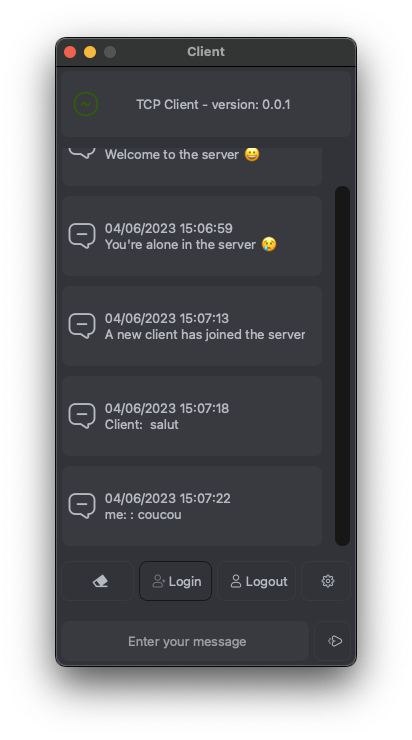 Client
TCP Client - version: 0.0.1
Welcome to the server 😄
04/06/2023 15:06:59
You're alone in the server 😢
04/06/2023 15:07:13
A new client has joined the server
04/06/2023 15:07:18
Client:  salut
04/06/2023 15:07:22
me: : coucou
Login
Logout
Enter your message